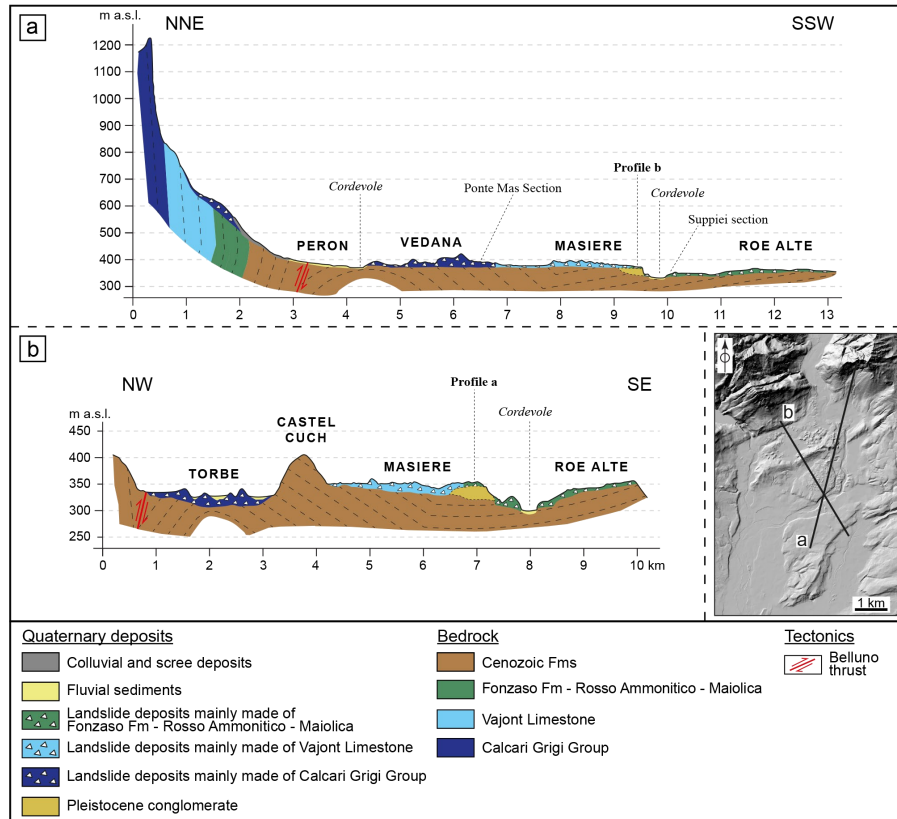 a
m a.s.l.
NNE
SSW
1200
1100
1000
900
800
700
600
500
400
300
Cordevole
Ponte Mas Section
Profile b
Cordevole
Suppiei section
PERON
VEDANA
MASIERE
ROE ALTE
0 1 2 3 4 5 6 7 8 9 10 11 12 13
b
NW
SE
m a.s.l.
450
400
350
300
250
Profile a
Cordevole
CASTEL
CUCH
TORBE
MASIERE
ROE ALTE
0 1 2 3 4 5 6 7 8 9 10 km
b
a
1 km
Quaternary deposits
Colluvial and scree deposits
Fluvial sediments
Landslide deposits mainly made of
Fonzaso Fm - Rosso Ammonitico - Maiolica
Landslide deposits mainly made of Vajont Limestone
Landslide deposits mainly made of Calcari Grigi Group
Pleistocene conglomerate
Bedrock
Cenozoic Fms
Fonzaso Fm - Rosso Ammonitico - Maiolica
Vajont Limestone
Calcari Grigi Group
Tectonics
Belluno
thrust